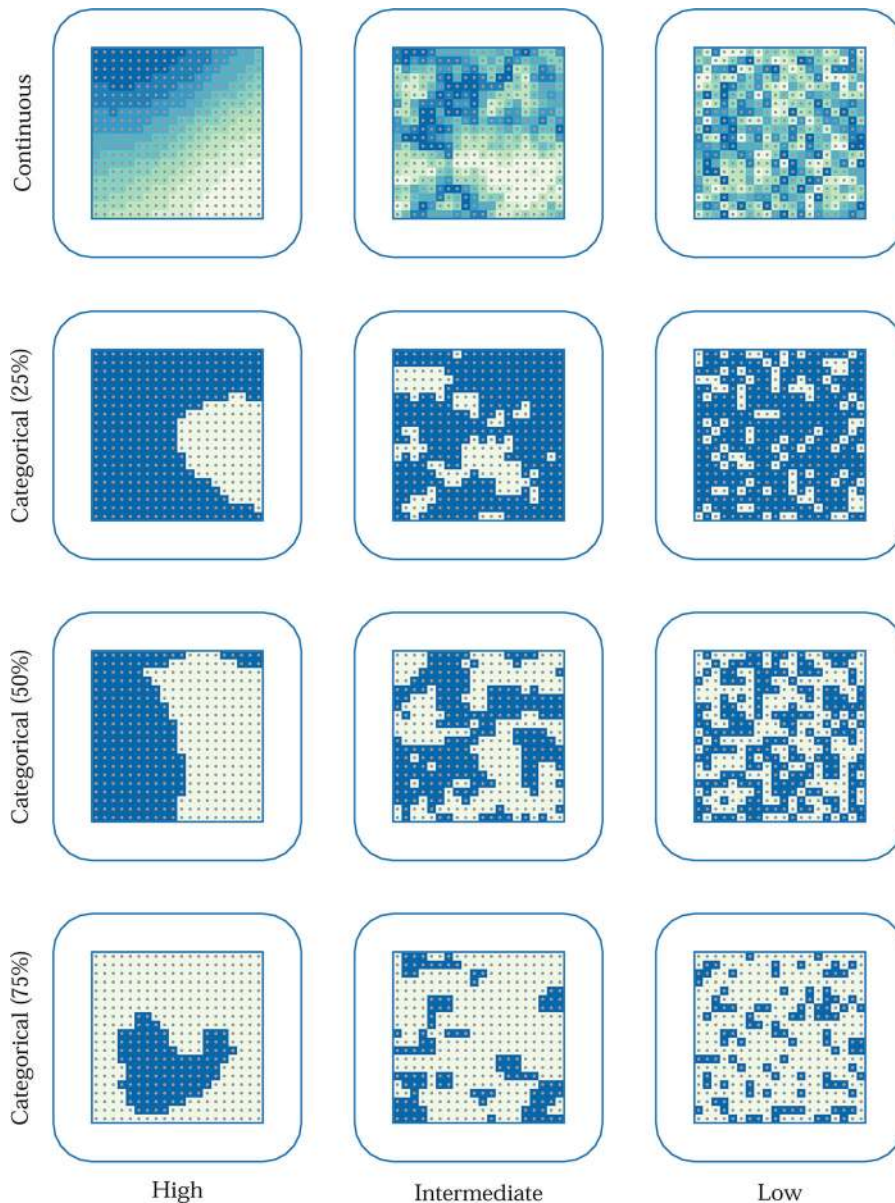 Continuous
Categorical (25%)
Categorical (50%)
Categorical (75%)
High
Intermediate
Low